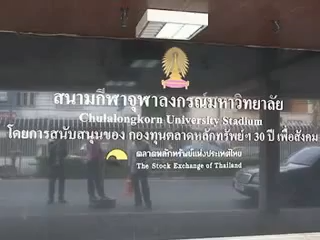 สนามกีฬาจุฬาลงกรณ์มหาวิทยาลัย
Chulalongkorn University Stadium
โดยการสนับสนุนของ กองทุนตลาดหลักทรัพย์ฯ 30 ปี เพื่อสังคม
ตลาดหลักทรัพย์แห่งประเทศไทย
The Stock Exchange of Thailand